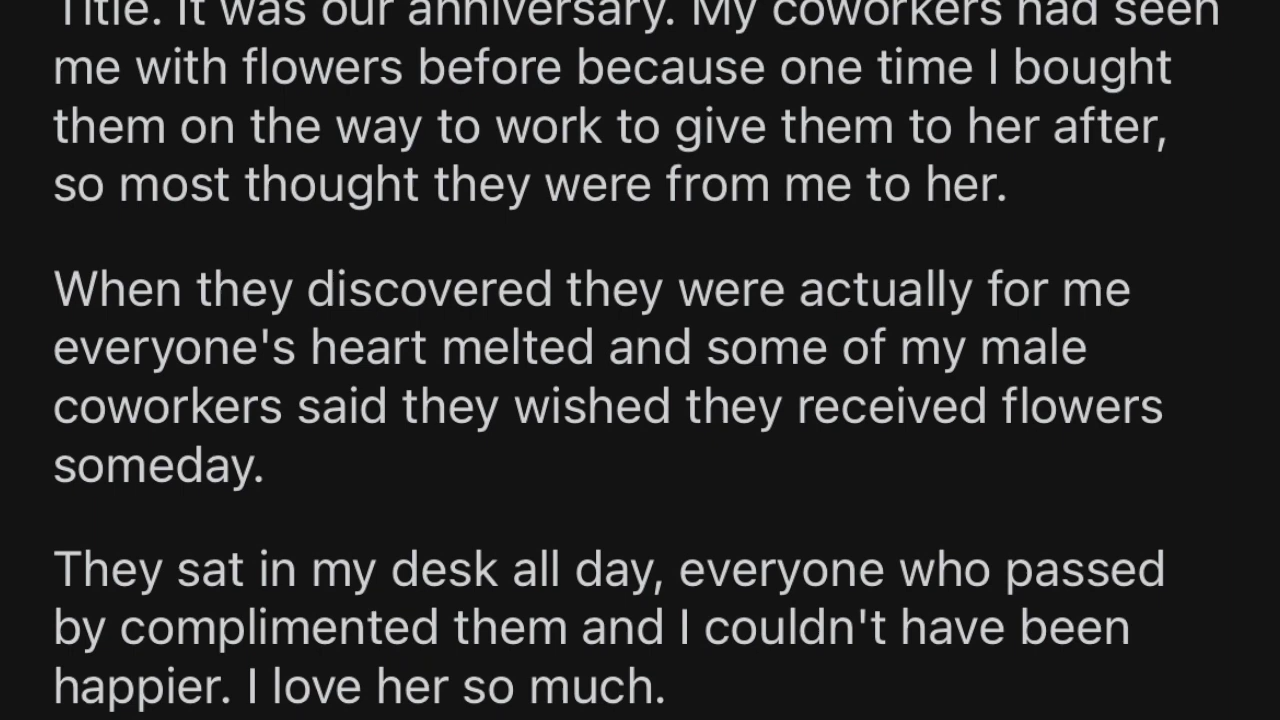 Title. It was our anniversary. My coworkers had seen
me with flowers before because one time I bought
them on the way to work to give them to her after,
so most thought they were from me to her.
When they discovered they were actually for me
everyone's heart melted and some of my male
coworkers said they wished they received flowers
someday.
They sat in my desk all day, everyone who passed
by complimented them and I couldn't have been
happier. I love her so much.